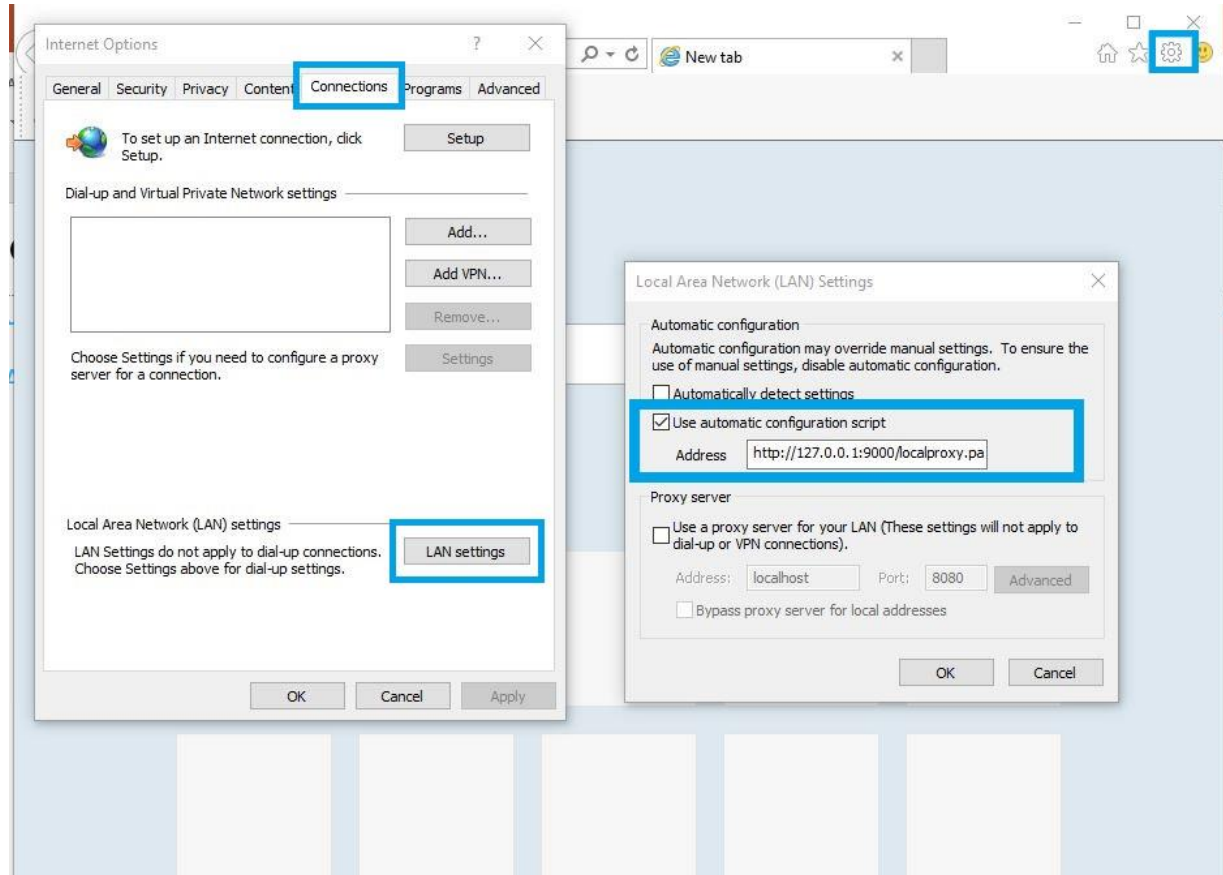 Internet Options
?
New tab
General Security Privacy Content Connections Programs Advanced
To set up an Internet connection, click
Setup.
Setup
Dial-up and Virtual Private Network settings
Add...
Add VPN...
Remove...
Choose Settings if you need to configure a proxy
server for a connection.
Settings
Local Area Network (LAN) settings
LAN Settings do not apply to dial-up connections.
Choose Settings above for dial-up settings.
LAN settings
OK Cancel Apply
Local Area Network (LAN) Settings
Automatic configuration
Automatic configuration may override manual settings. To ensure the
use of manual settings, disable automatic configuration.
Automatically detect settings
Use automatic configuration script
Address http://127.0.0.1:9000/localproxy.pa
Proxy server
Use a proxy server for your LAN (These settings will not apply to
dial-up or VPN connections).
Address: localhost Port: 8080 Advanced
Bypass proxy server for local addresses
OK Cancel